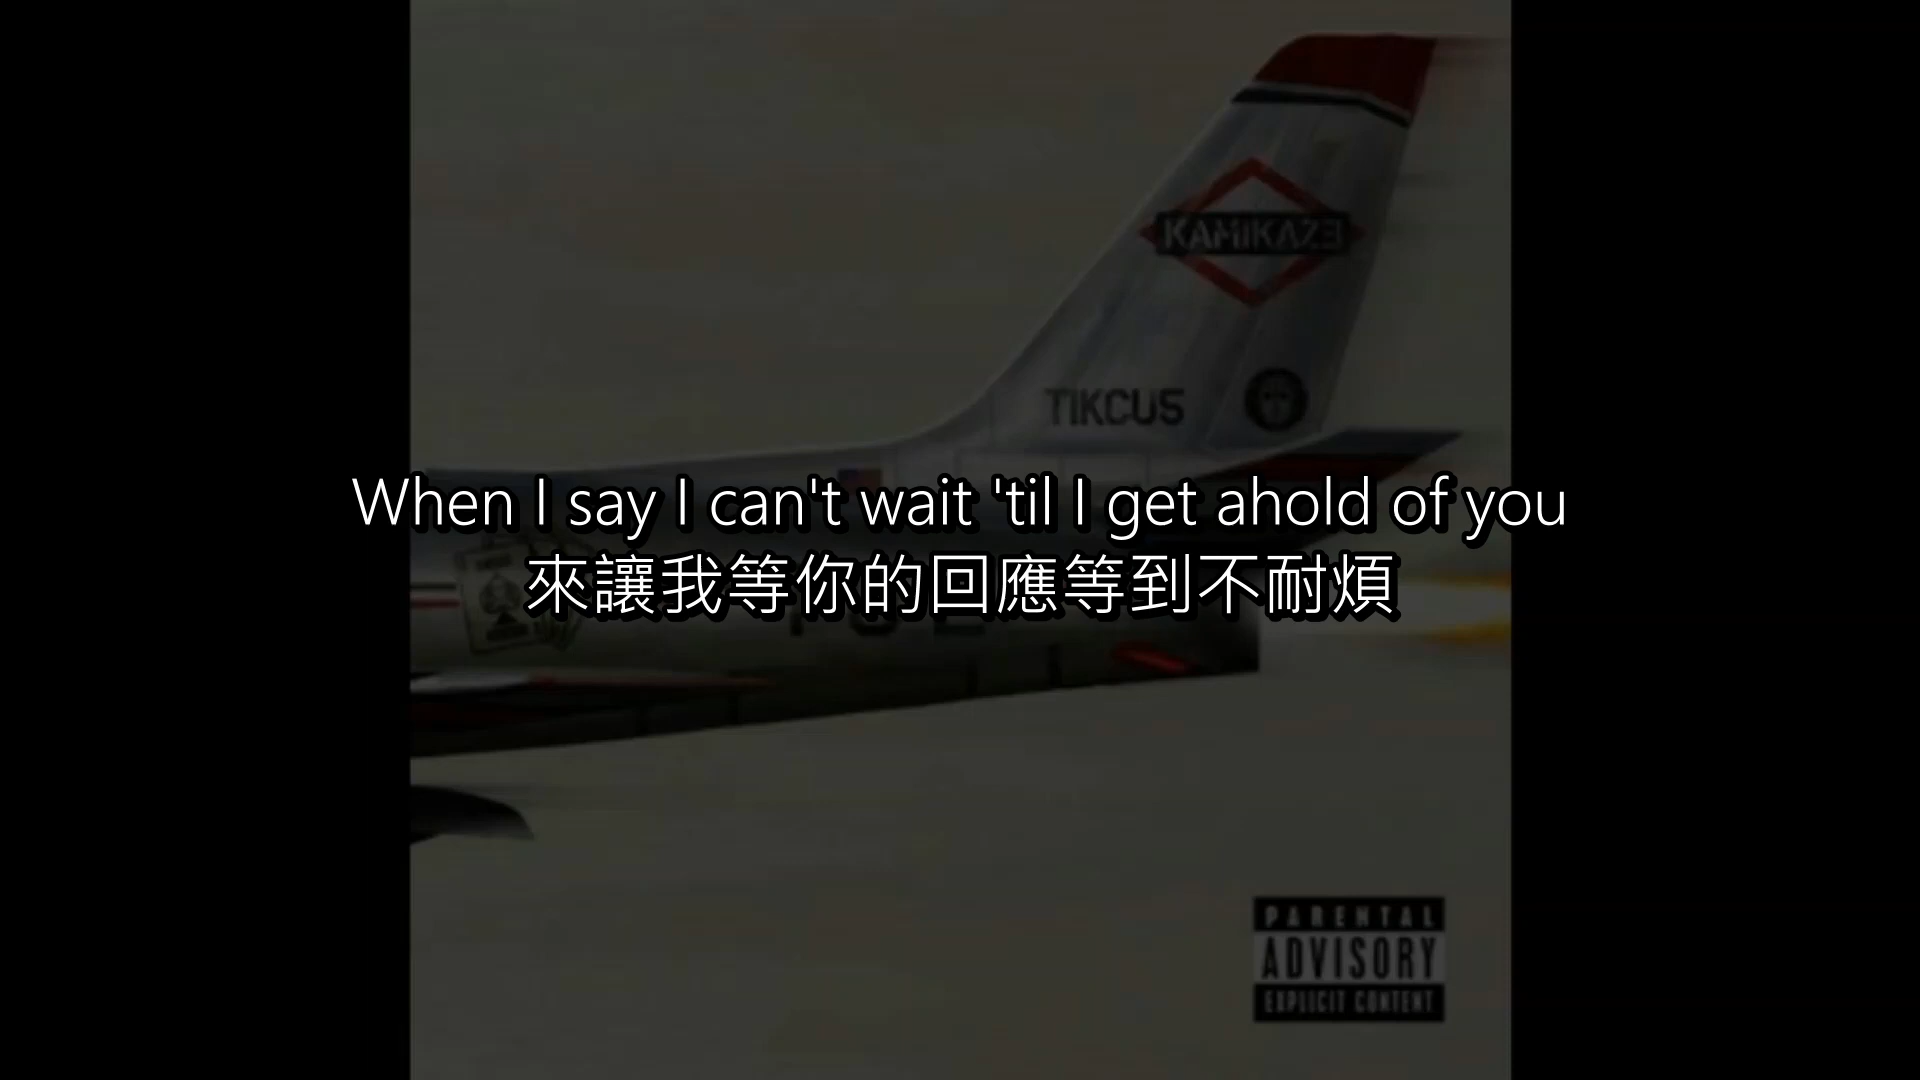 KAMIKAZE
TIKCUS
When I say I can't wait 'til I get ahold of you
來讓我等你的回應等到不耐煩
PARENTAL
ADVISORY
EXPLICIT CONTENT